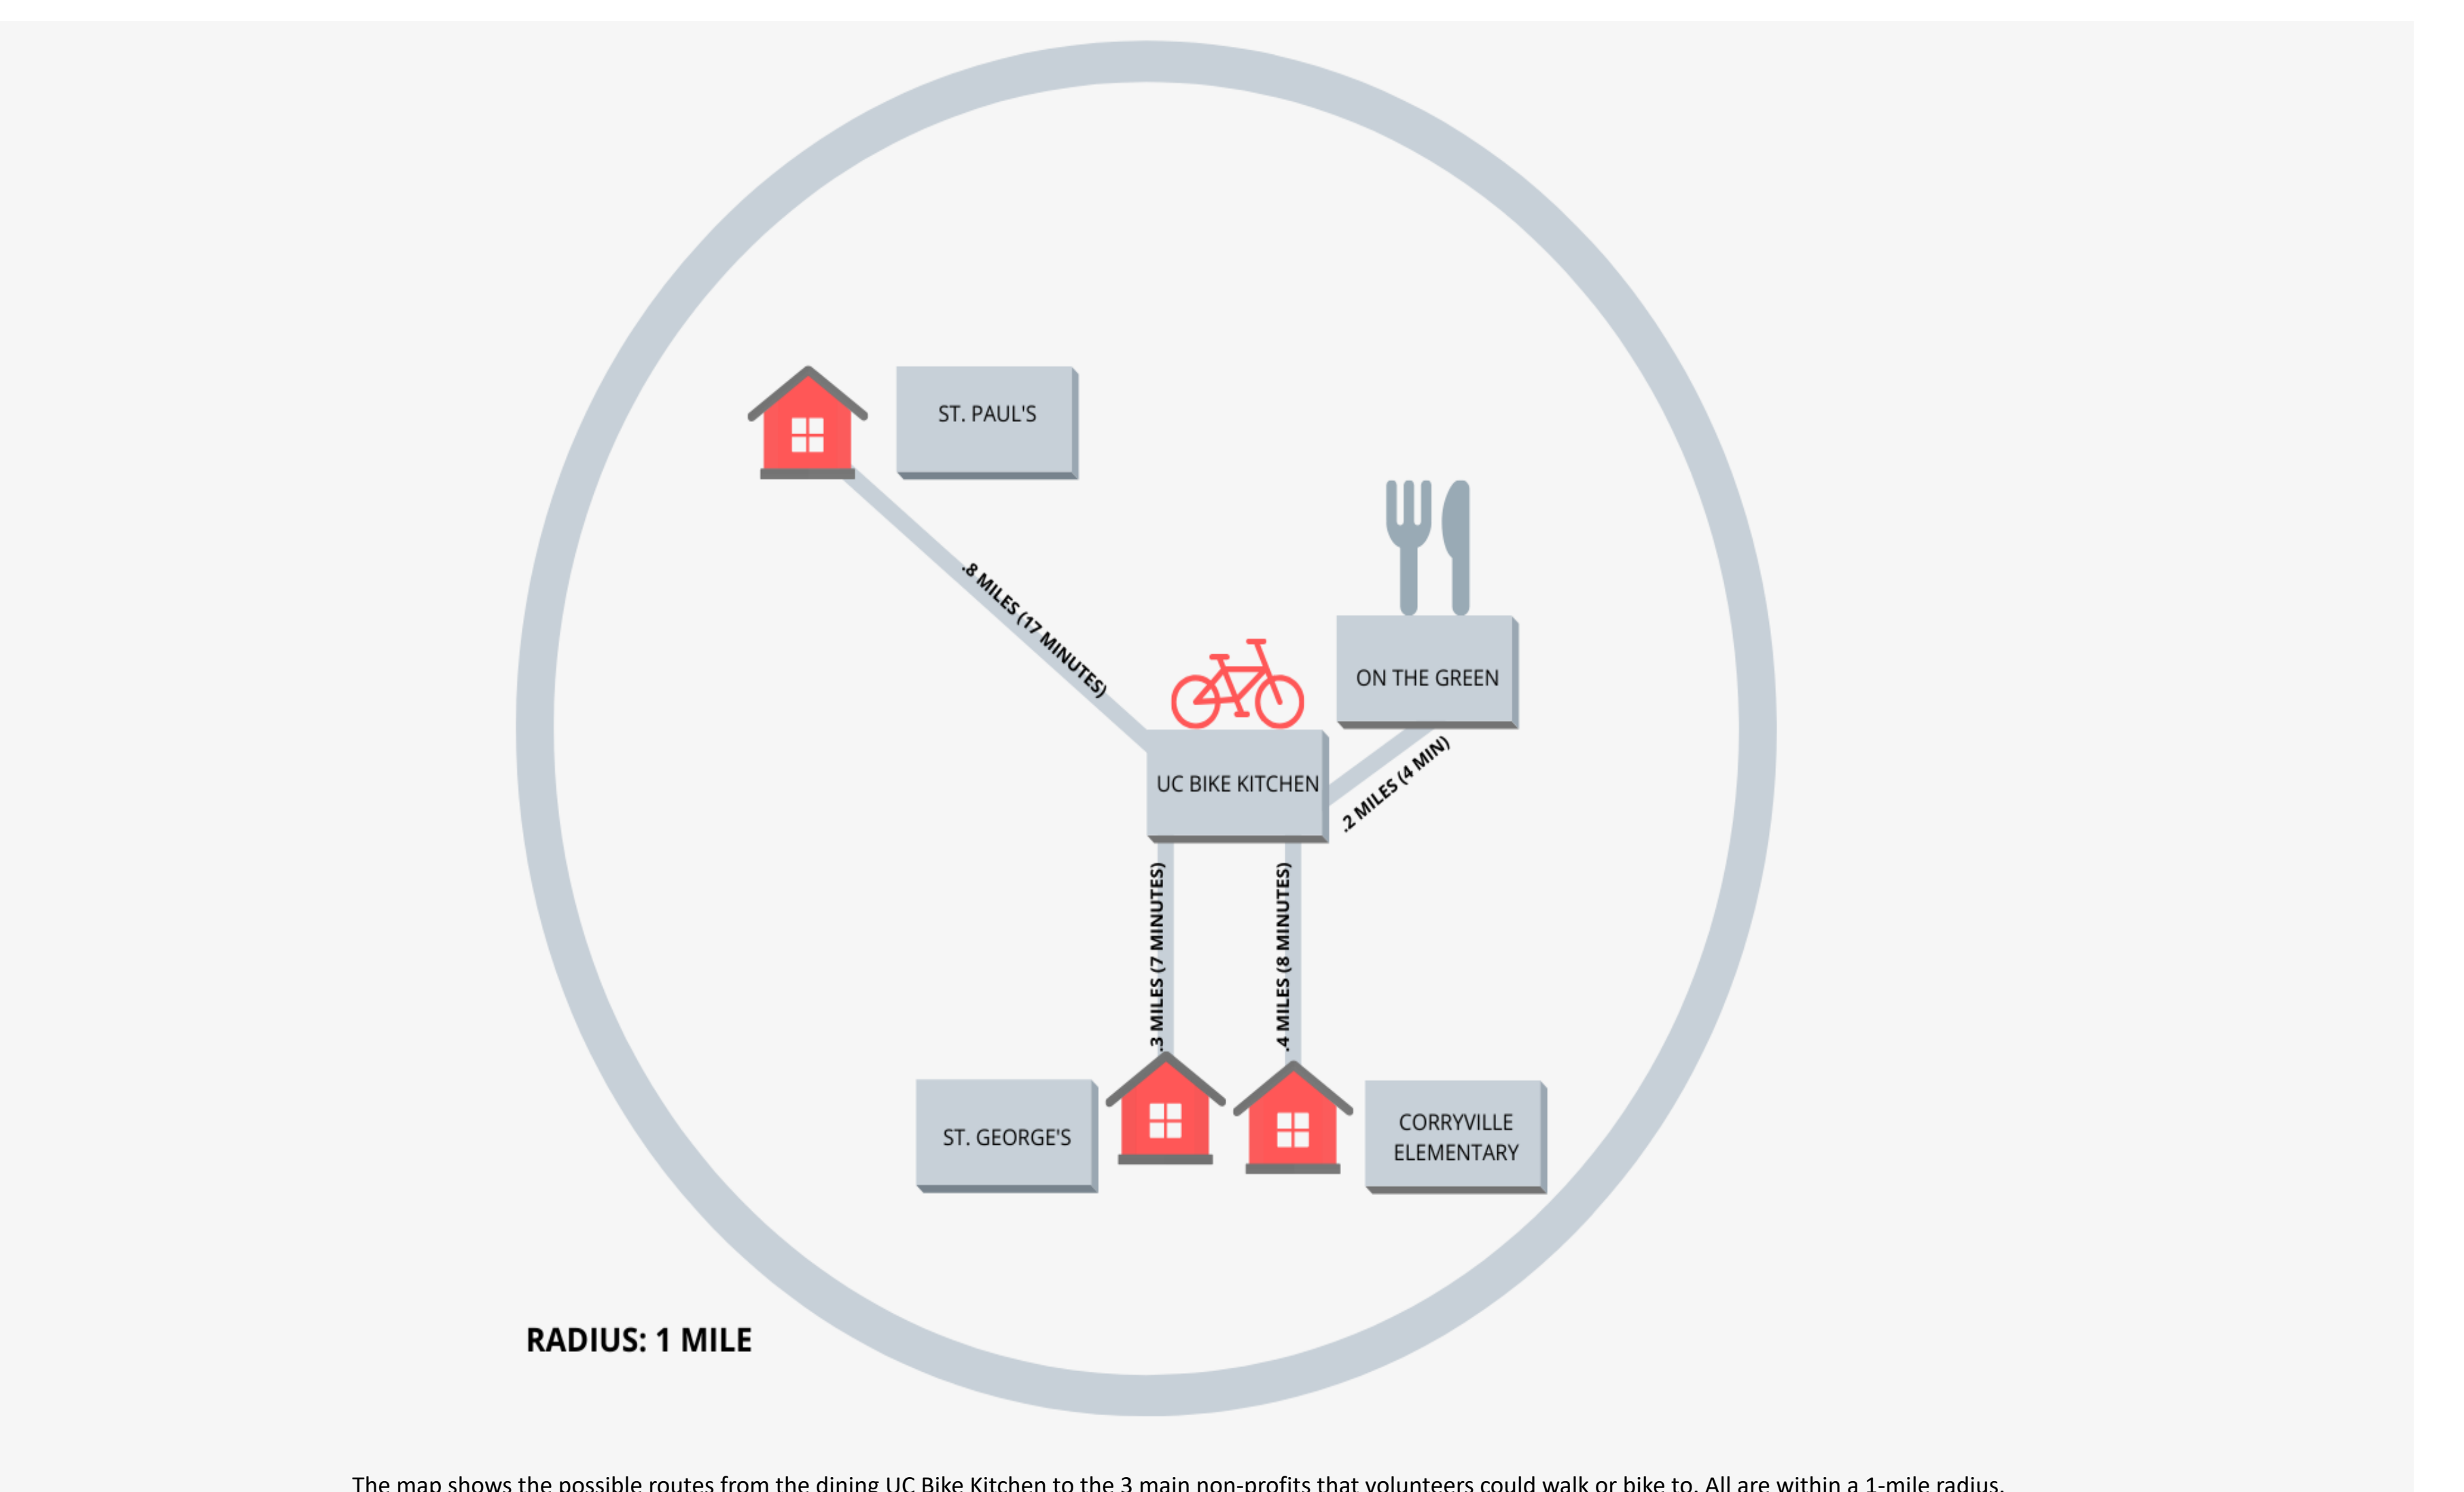 ST. PAUL'S
.8 MILES (17 MINUTES)
ON THE GREEN
UC BIKE KITCHEN
.2 MILES (4 MIN)
.3 MILES (7 MINUTES)
.4 MILES (8 MINUTES)
ST. GEORGE'S
CORRYVILLE
ELEMENTARY
RADIUS: 1 MILE
The map shows the possible routes from the dining UC Bike Kitchen to the 3 main non-profits that volunteers could walk or bike to. All are within a 1-mile radius.